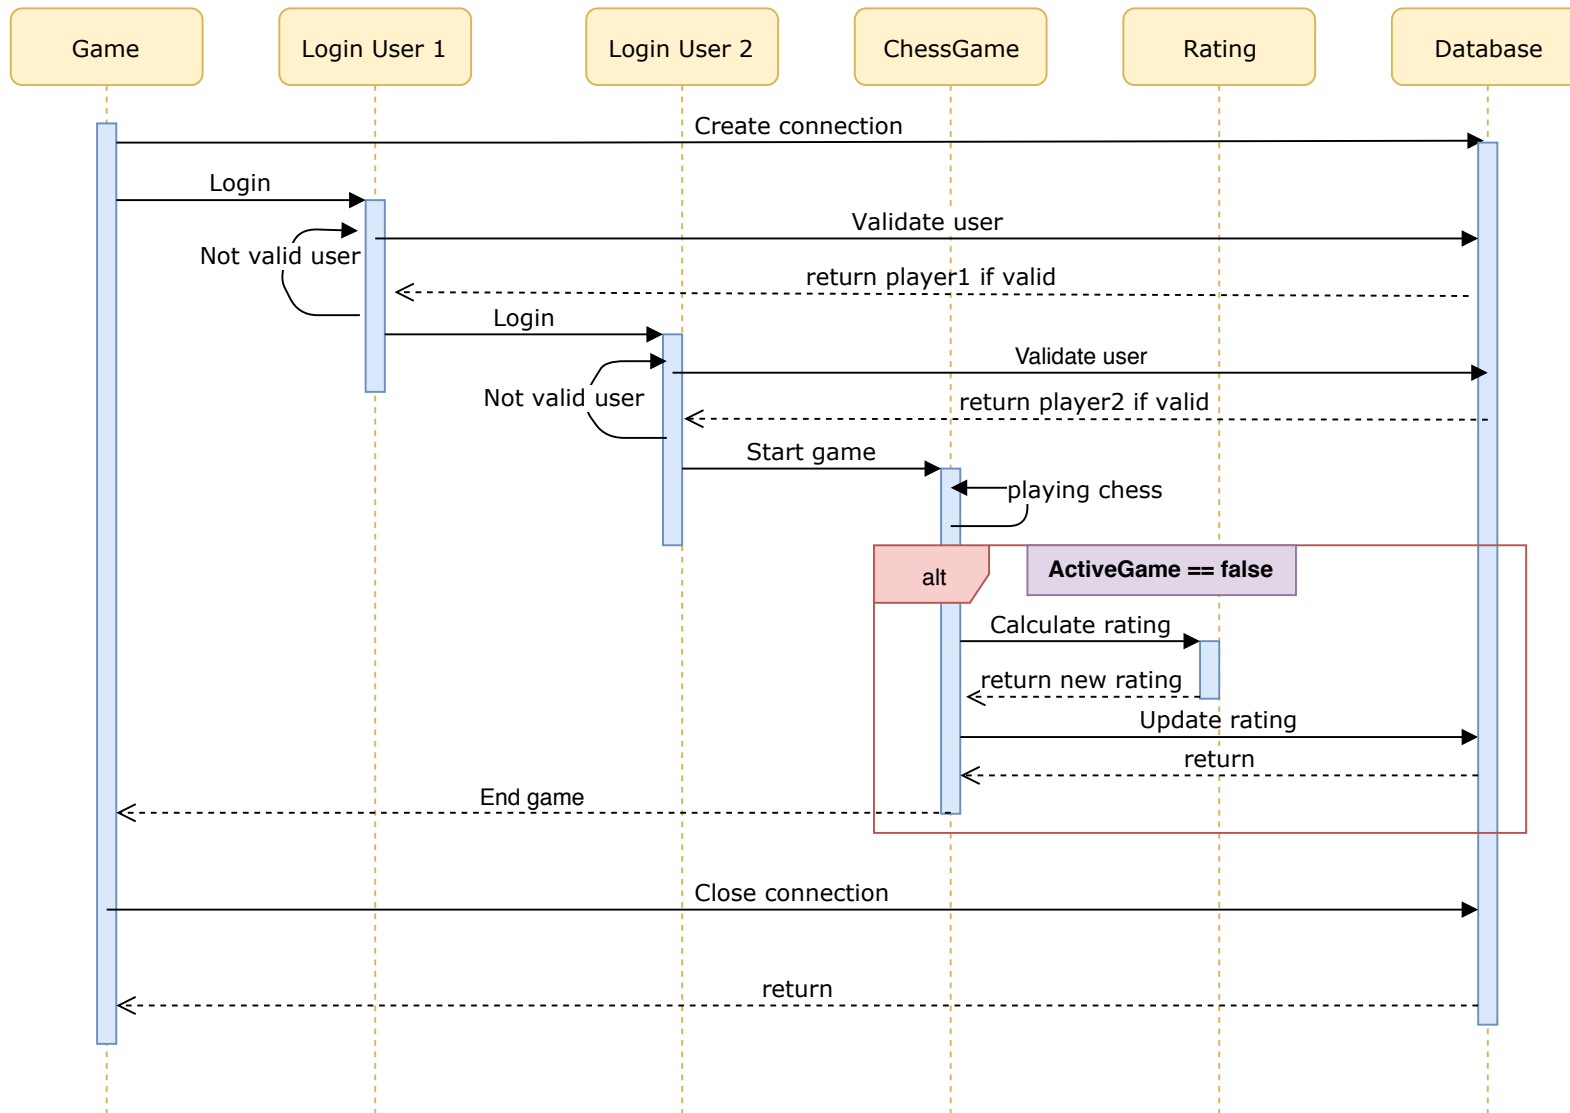 Game
Login User 1
Login User 2
ChessGame
Rating
Database
Create connection
Login
Validate user
Not valid user
return player1 if valid
Login
Validate user
Not valid user
return player2 if valid
Start game
playing chess
alt
ActiveGame == false
Calculate rating
return new rating
Update rating
return
End game
Close connection
return